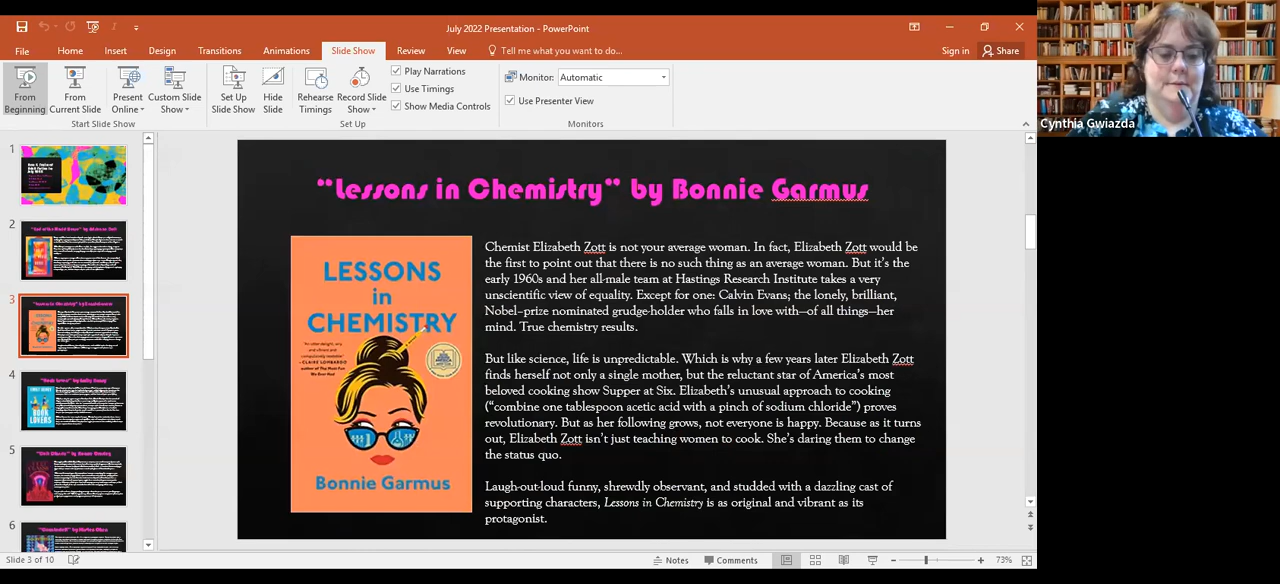 July 2022 Presentation - PowerPoint
File Home Insert Design Transitions Animations Slide Show Review View Tell me what you want to do... Sign in Share
From Beginning
From Current Slide
Present Online
Custom Slide Show
Start Slide Show
Set Up Slide Show
Hide Slide
Rehearse Timings
Record Slide Show
Play Narrations
Use Timings
Show Media Controls
Set Up
Monitor: Automatic
Use Presenter View
Monitors
Cynthia Gwiazda
1
2
3
4
5
6
"Lessons in Chemistry" by Bonnie Garmus
LESSONS
in
CHEMISTRY
Bonnie Garmus
Chemist Elizabeth Zott is not your average woman. In fact, Elizabeth Zott would be
the first to point out that there is no such thing as an average woman. But it's the
early 1960s and her all-male team at Hastings Research Institute takes a very
unscientific view of equality. Except for one: Calvin Evans; the lonely, brilliant,
Nobel–prize nominated grudge-holder who falls in love with—of all things—her
mind. True chemistry results.
But like science, life is unpredictable. Which is why a few years later Elizabeth Zott
finds herself not only a single mother, but the reluctant star of America's most
beloved cooking show Supper at Six. Elizabeth's unusual approach to cooking
("combine one tablespoon acetic acid with a pinch of sodium chloride") proves
revolutionary. But as her following grows, not everyone is happy. Because as it turns
out, Elizabeth Zott isn't just teaching women to cook. She's daring them to change
the status quo.
Laugh-out-loud funny, shrewdly observant, and studded with a dazzling cast of
supporting characters, Lessons in Chemistry is as original and vibrant as its
protagonist.
Slide 3 of 10
Notes
Comments
73%